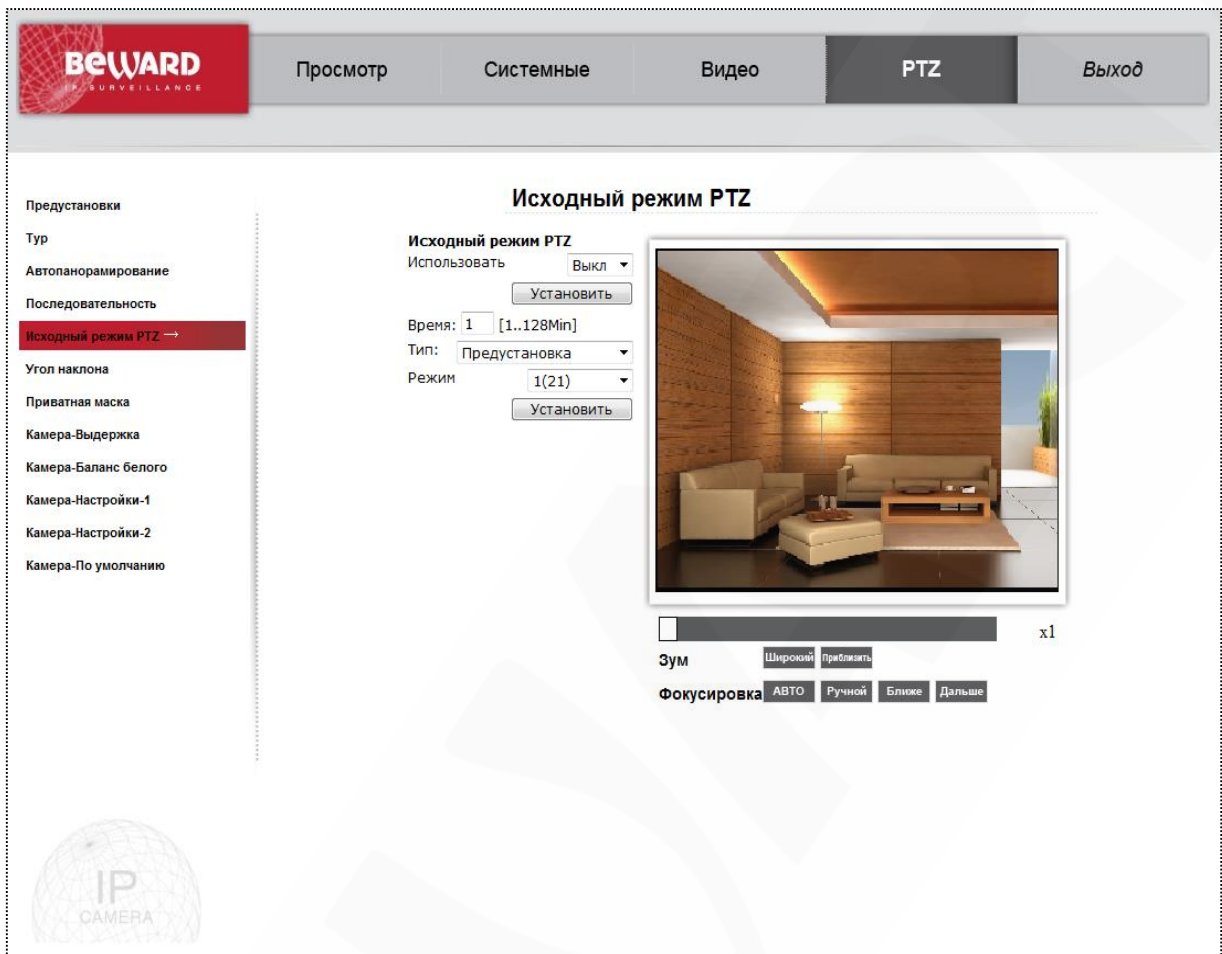 BEWARD
IP SURVEILLANCE
Просмотр
Системные
Видео
PTZ
Выход
Предустановки
Тур
Автопанорамирование
Последовательность
Исходный режим PTZ →
Угол наклона
Приватная маска
Камера-Выдержка
Камера-Баланс белого
Камера-Настройки-1
Камера-Настройки-2
Камера-По умолчанию
Исходный режим PTZ
Исходный режим PTZ
Использовать Выкл
Установить
Время: 1 [1..128Min]
Тип: Предустановка
Режим 1(21)
Установить
x1
Зум Широкий Приблизить
Фокусировка АВТО Ручной Ближе Дальше
IP
CAMERA